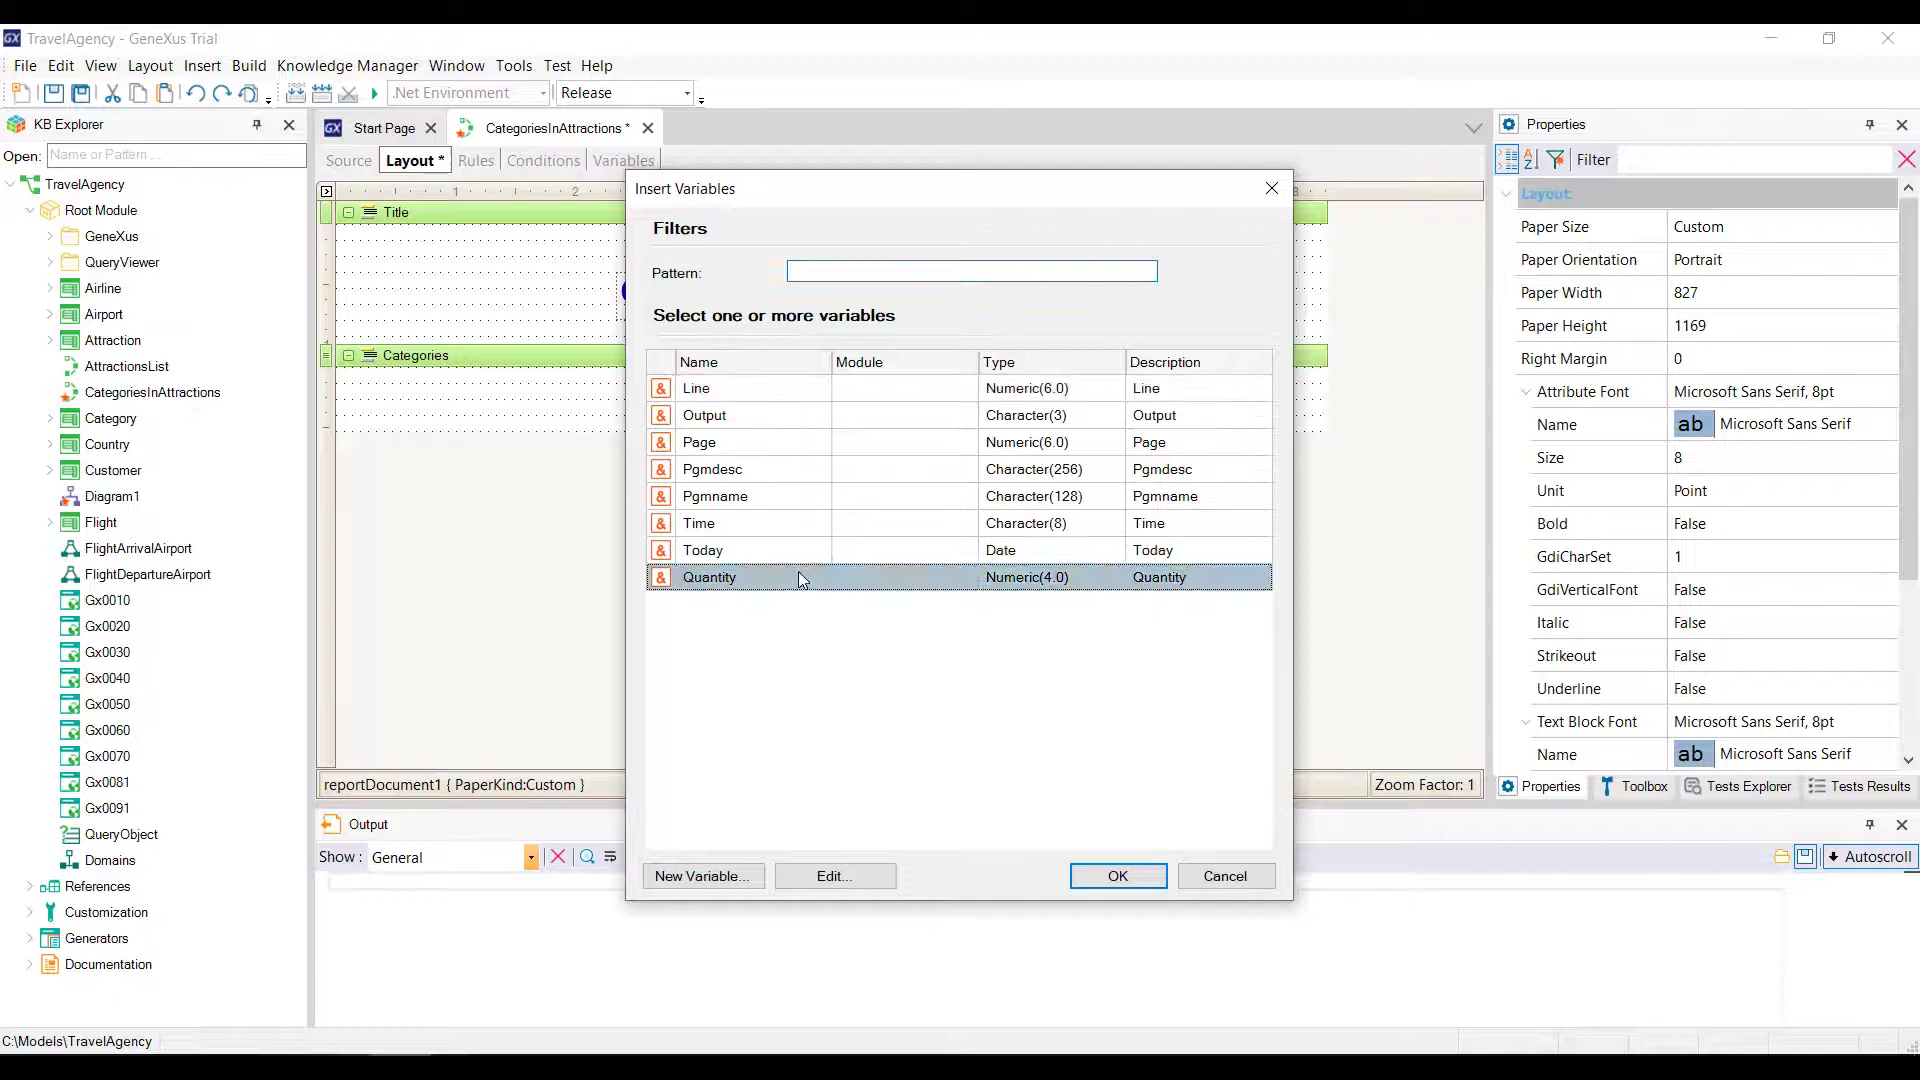 TravelAgency - GeneXus Trial
File Edit View Layout Insert Build Knowledge Manager Window Tools Test Help
.Net Environment Release
KB Explorer
Open: Name or Pattern ...
TravelAgency
Root Module
GeneXus
QueryViewer
Airline
Airport
Attraction
AttractionsList
CategoriesInAttractions
Category
Country
Customer
Diagram1
Flight
FlightArrivalAirport
FlightDepartureAirport
Gx0010
Gx0020
Gx0030
Gx0040
Gx0050
Gx0060
Gx0070
Gx0081
Gx0091
QueryObject
Domains
References
Customization
Generators
Documentation
Start Page CategoriesInAttractions *
Source Layout * Rules Conditions Variables
1 2
Title
Categories
reportDocument1 { PaperKind:Custom }
Zoom Factor: 1
Insert Variables
Filters
Pattern:
Select one or more variables
Name Module Type Description
& Line Numeric(6.0) Line
& Output Character(3) Output
& Page Numeric(6.0) Page
& Pgmdesc Character(256) Pgmdesc
& Pgmname Character(128) Pgmname
& Time Character(8) Time
& Today Date Today
& Quantity Numeric(4.0) Quantity
New Variable... Edit... OK Cancel
Output
Show: General
Autoscroll
Properties
Filter
Layout
Paper Size Custom
Paper Orientation Portrait
Paper Width 827
Paper Height 1169
Right Margin 0
Attribute Font Microsoft Sans Serif, 8pt
Name ab Microsoft Sans Serif
Size 8
Unit Point
Bold False
GdiCharSet 1
GdiVerticalFont False
Italic False
Strikeout False
Underline False
Text Block Font Microsoft Sans Serif, 8pt
Name ab Microsoft Sans Serif
Properties Toolbox Tests Explorer Tests Results
C:\Models\TravelAgency